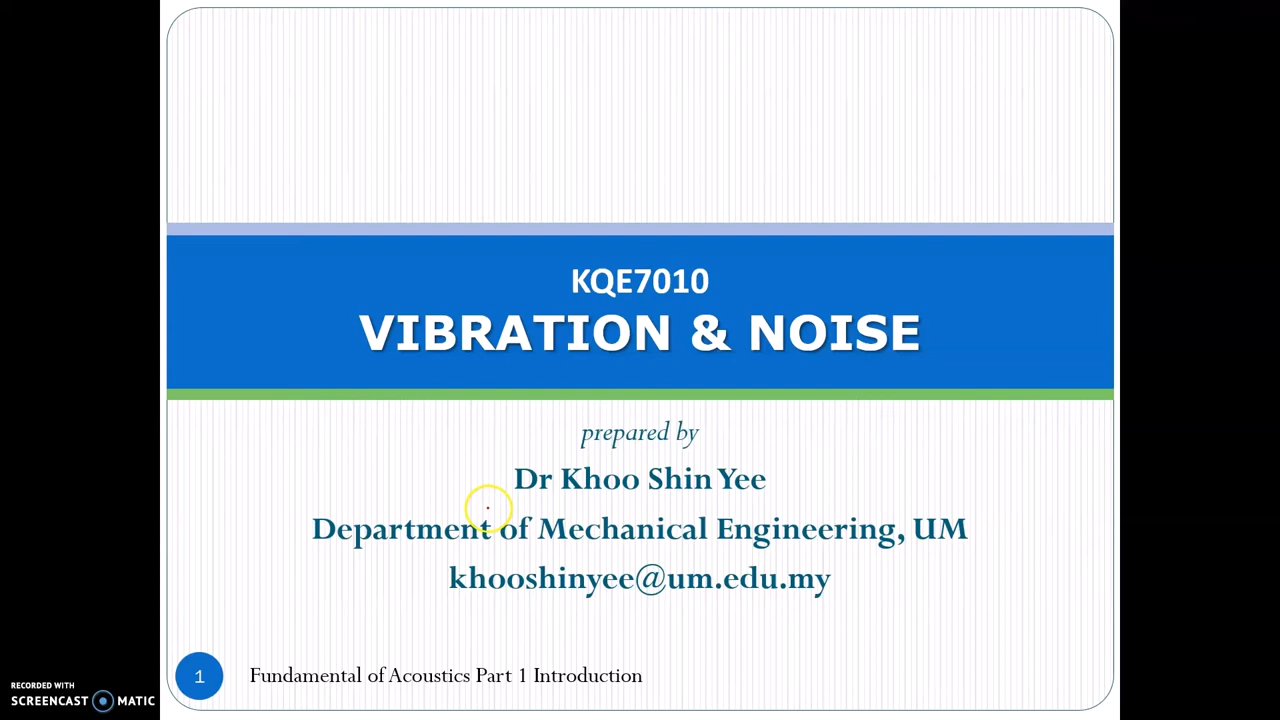 KQE7010
VIBRATION & NOISE
prepared by
Dr Khoo Shin Yee
Department of Mechanical Engineering, UM
khooshinyee@um.edu.my
1 Fundamental of Acoustics Part 1 Introduction
RECORDED WITH
SCREENCAST MATIC